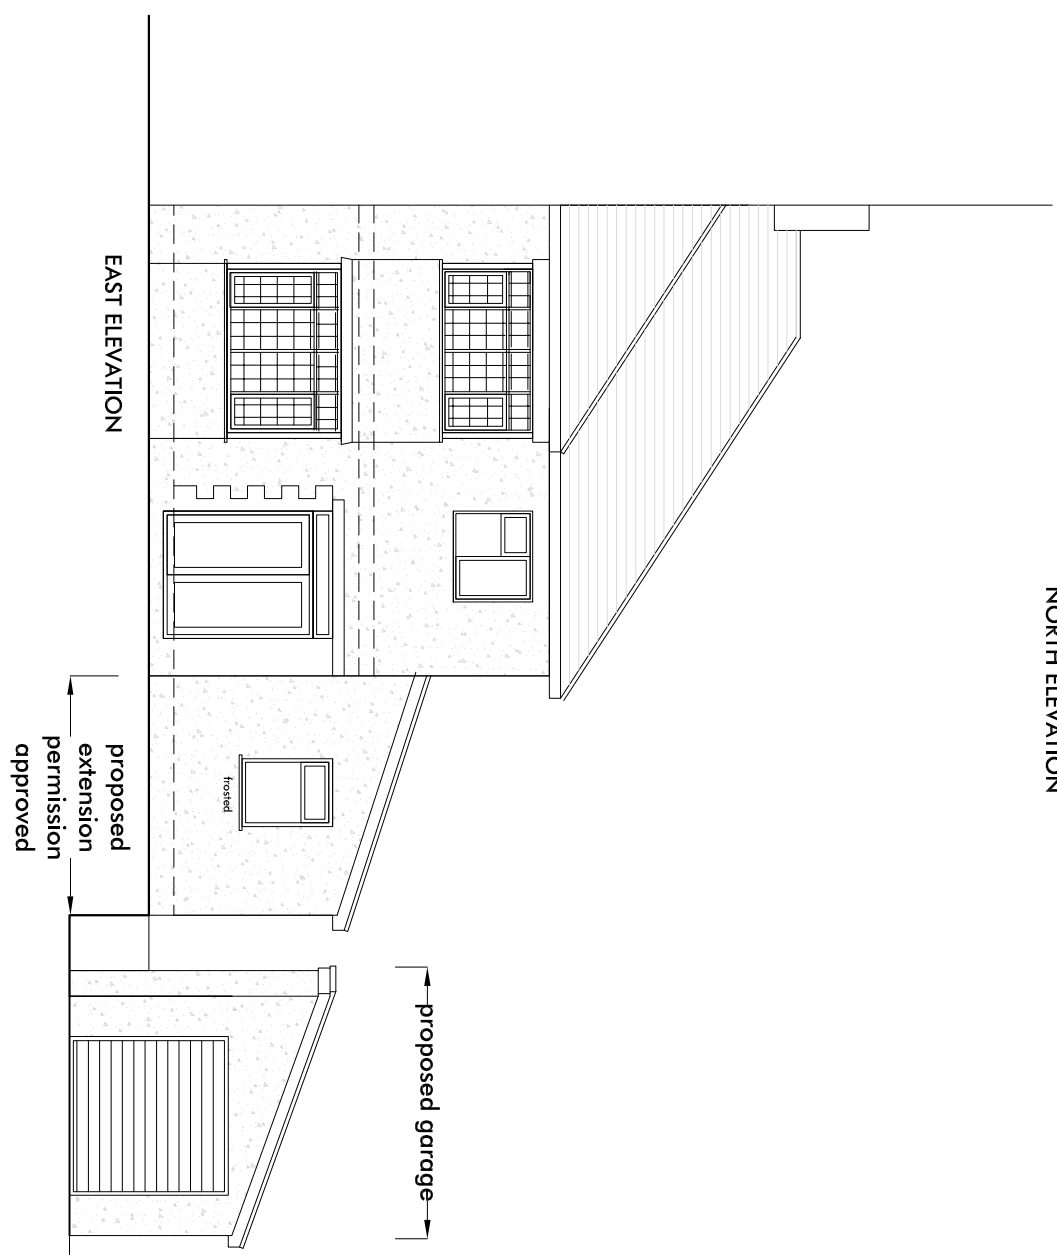 NORTH ELEVATION
proposed garage
frosted
proposed
extension
permission
approved
EAST ELEVATION